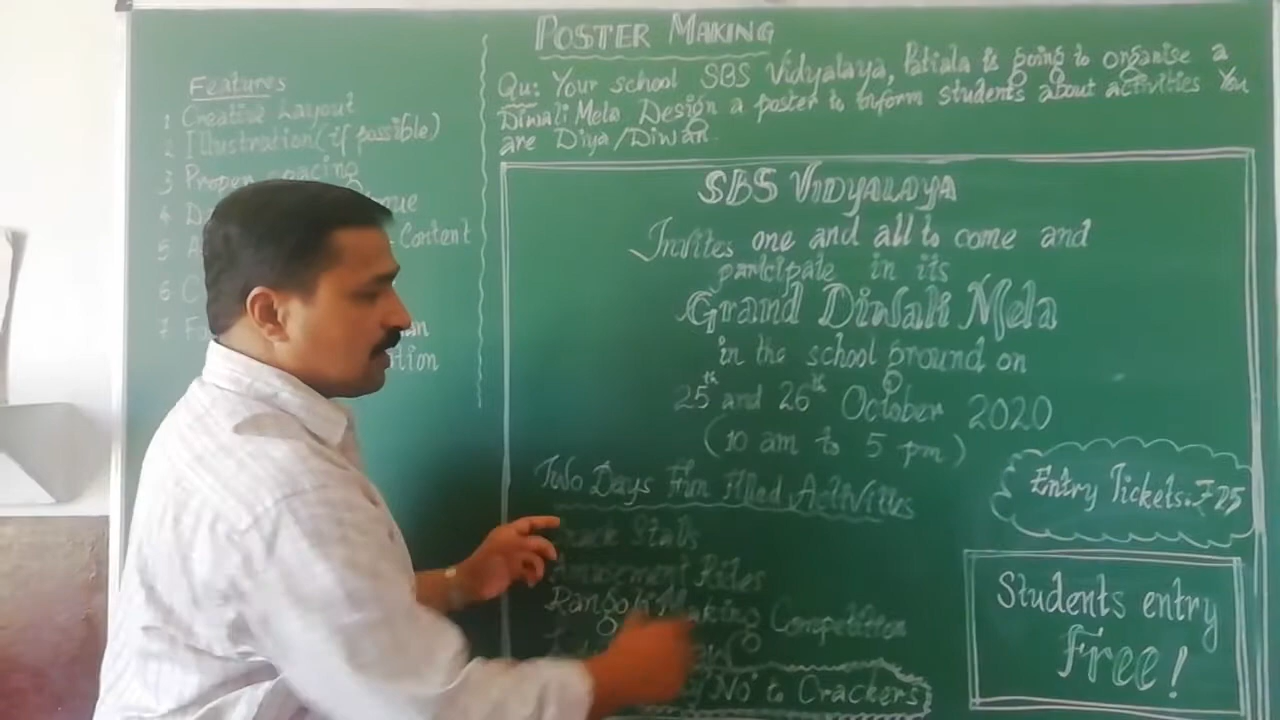 POSTER MAKING
Qu: Your school SBS Vidyalaya, Patiala is going to organise a
Diwali Mela Design a poster to inform students about activities You
are Diya/Diwan.
Features
1 Creative Layout
2 Illustration (if possible)
3 Proper spacing
4
5 Content
6
7
SBS VIDYALAYA
Invites one and all to come and
participate in its
Grand Diwali Mela
in the school ground on
25th and 26th October 2020
(10 am to 5 pm)
Two Days Fun Filled Activities
Snack Stalls
Amusement Rides
Rangoli Making Competition
No to Crackers
Entry Tickets: ₹25
Students entry
Free!